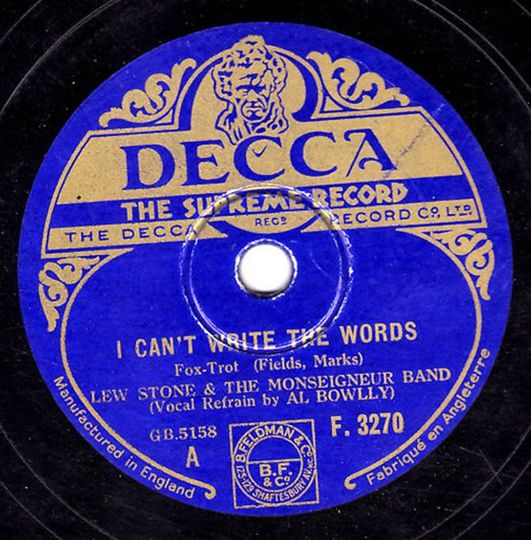 DECCA
THE SUPREME RECORD
THE DECCA RECORD CO. LTD.
REGD
I CAN'T WRITE THE WORDS
Fox-Trot (Fields, Marks)
LEW STONE & THE MONSEIGNEUR BAND
(Vocal Refrain by AL BOWLLY)
GB.5158
F. 3270
A
B. FELDMAN & CO
B.F. & Co.
125-129 SHAFTESBURY AV. W.C.
Manufactured in England
Fabriqué en Angleterre